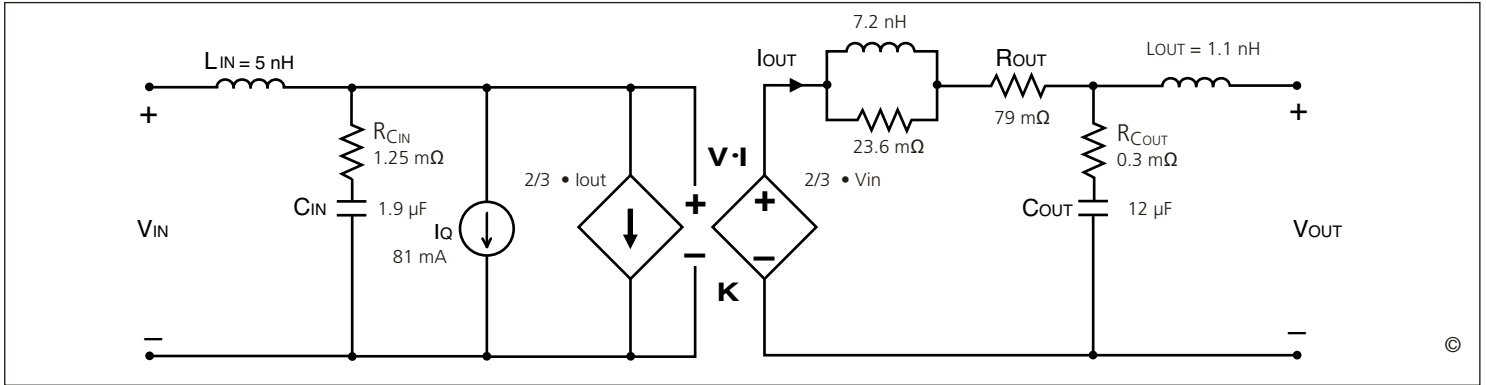 LIN = 5 nH
+
RCIN
1.25 mΩ
CIN
1.9 µF
VIN
–
IQ
81 mA
2/3 • Iout
V•I
+
–
K
+
–
2/3 • Vin
IOUT
7.2 nH
23.6 mΩ
ROUT
79 mΩ
LOUT = 1.1 nH
RCOUT
0.3 mΩ
COUT
12 µF
+
VOUT
–
©